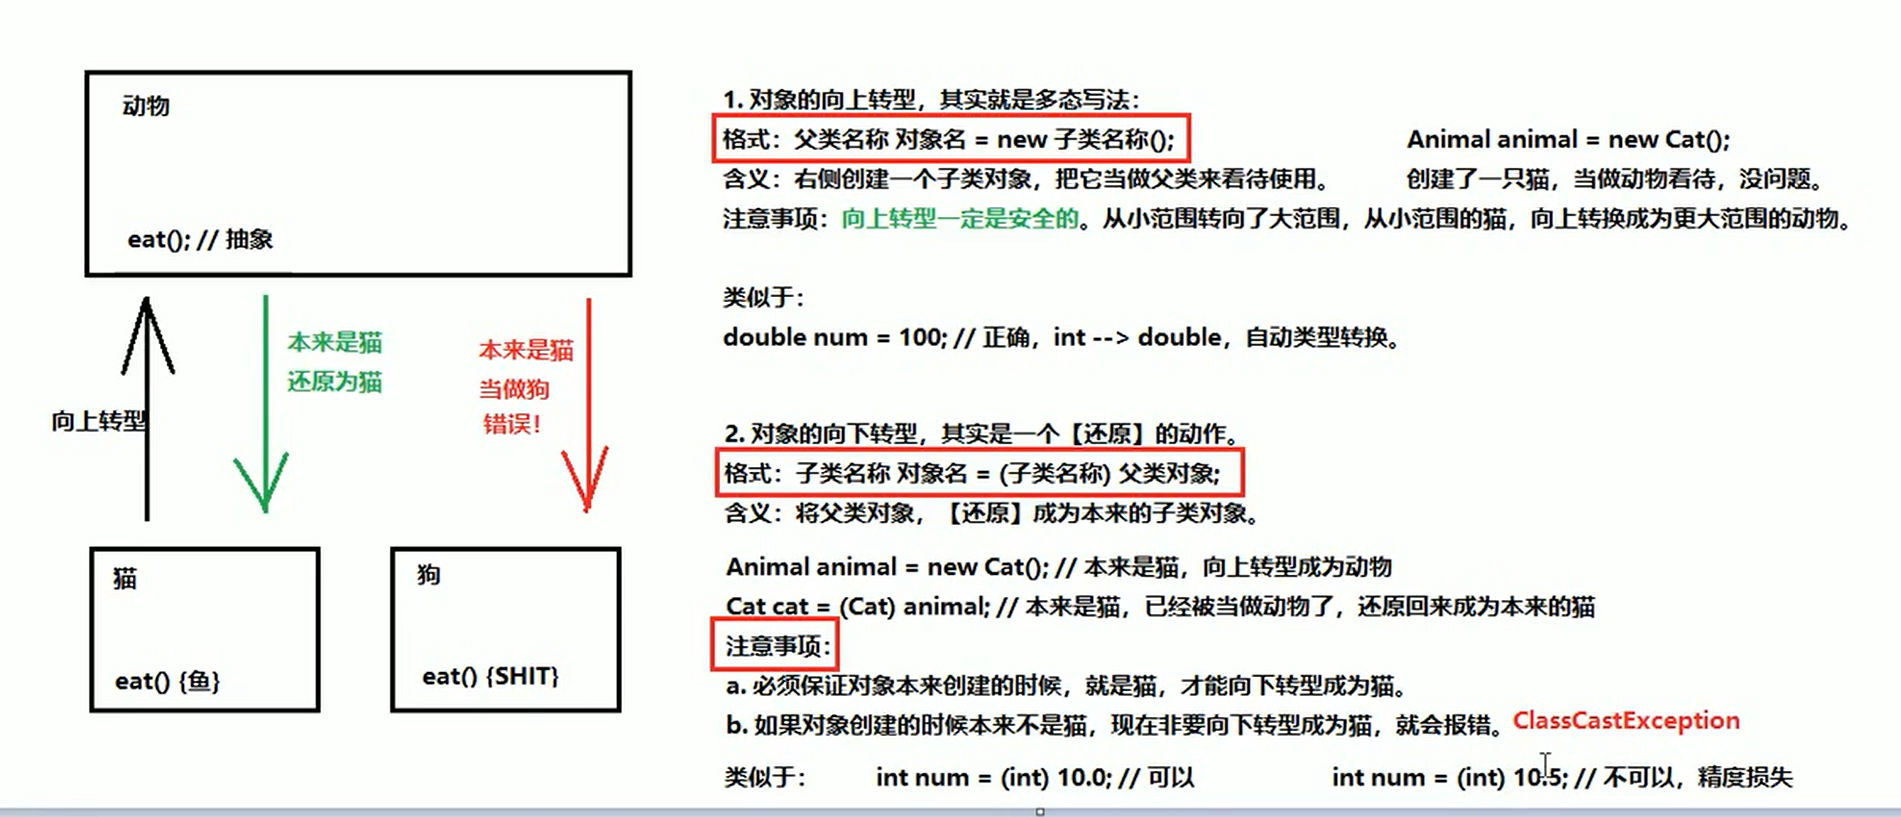 动物
eat(); // 抽象
向上转型
本来是猫
还原为猫
本来是猫
当做狗
错误！
猫
eat() {鱼}
狗
eat() {SHIT}
1. 对象的向上转型，其实就是多态写法：
格式：父类名称 对象名 = new 子类名称();
Animal animal = new Cat();
含义：右侧创建一个子类对象，把它当做父类来看待使用。
创建了一只猫，当做动物看待，没问题。
注意事项：向上转型一定是安全的。从小范围转向了大范围，从小范围的猫，向上转换成为更大范围的动物。
类似于：
double num = 100; // 正确，int --> double，自动类型转换。
2. 对象的向下转型，其实是一个【还原】的动作。
格式：子类名称 对象名 = (子类名称) 父类对象;
含义：将父类对象，【还原】成为本来的子类对象。
Animal animal = new Cat(); // 本来是猫，向上转型成为动物
Cat cat = (Cat) animal; // 本来是猫，已经被当做动物了，还原回来成为本来的猫
注意事项：
a. 必须保证对象本来创建的时候，就是猫，才能向下转型成为猫。
b. 如果对象创建的时候本来不是猫，现在非要向下转型成为猫，就会报错。ClassCastException
类似于：
int num = (int) 10.0; // 可以
int num = (int) 10.5; // 不可以，精度损失